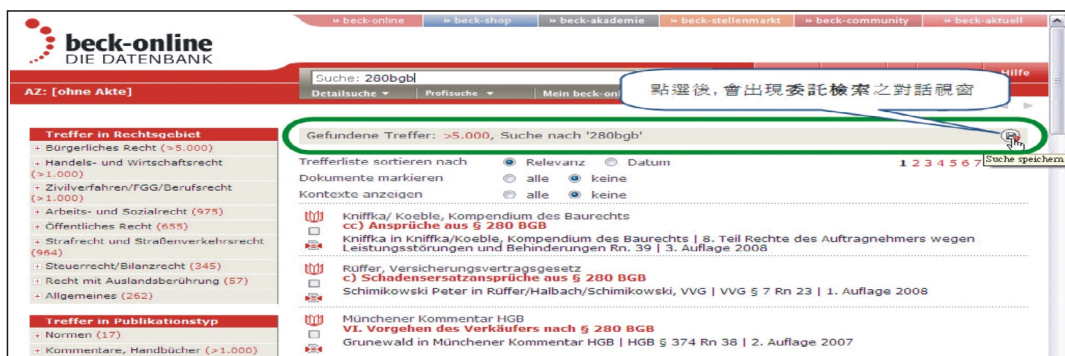 » beck-online » beck-shop » beck-akademie » beck-stellenmarkt » beck-community » beck-aktuell
beck-online
DIE DATENBANK
Suche: 280bgb
Hilfe
AZ: [ohne Akte]
Detailsuche Profisuche Mein beck-onl
點選後, 會出現委託檢索之對話視窗
Treffer in Rechtsgebiet
+ Bürgerliches Recht (>5.000)
+ Handels- und Wirtschaftsrecht
(>1.000)
+ Zivilverfahren/FGG/Berufsrecht
(>1.000)
+ Arbeits- und Sozialrecht (975)
+ Öffentliches Recht (655)
+ Strafrecht und Straßenverkehrsrecht
(964)
+ Steuerrecht/Bilanzrecht (345)
+ Recht mit Auslandsberührung (57)
+ Allgemeines (262)
Treffer in Publikationstyp
+ Normen (17)
+ Kommentare, Handbücher (>1.000)
Gefundene Treffer: >5.000, Suche nach '280bgb'
Suche speichern
Trefferliste sortieren nach Relevanz Datum
1 2 3 4 5 6 7
Dokumente markieren alle keine
Kontexte anzeigen alle keine
Kniffka/ Koeble, Kompendium des Baurechts
cc) Ansprüche aus § 280 BGB
Kniffka in Kniffka/Koeble, Kompendium des Baurechts | 8. Teil Rechte des Auftragnehmers wegen
Leistungsstörungen und Behinderungen Rn. 39 | 3. Auflage 2008
Rüffer, Versicherungsvertragsgesetz
c) Schadensersatzansprüche aus § 280 BGB
Schimikowski Peter in Rüffer/Halbach/Schimikowski, VVG | VVG § 7 Rn 23 | 1. Auflage 2008
Münchener Kommentar HGB
VI. Vorgehen des Verkäufers nach § 280 BGB
Grunewald in Münchener Kommentar HGB | HGB § 374 Rn 38 | 2. Auflage 2007